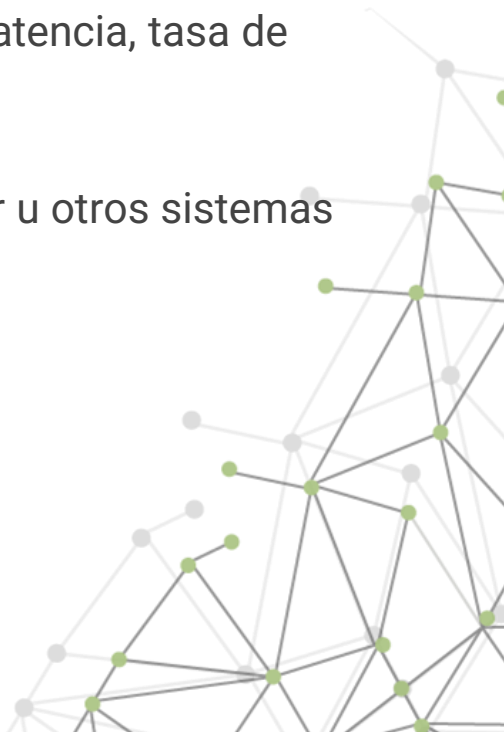 atencia, tasa de
r u otros sistemas